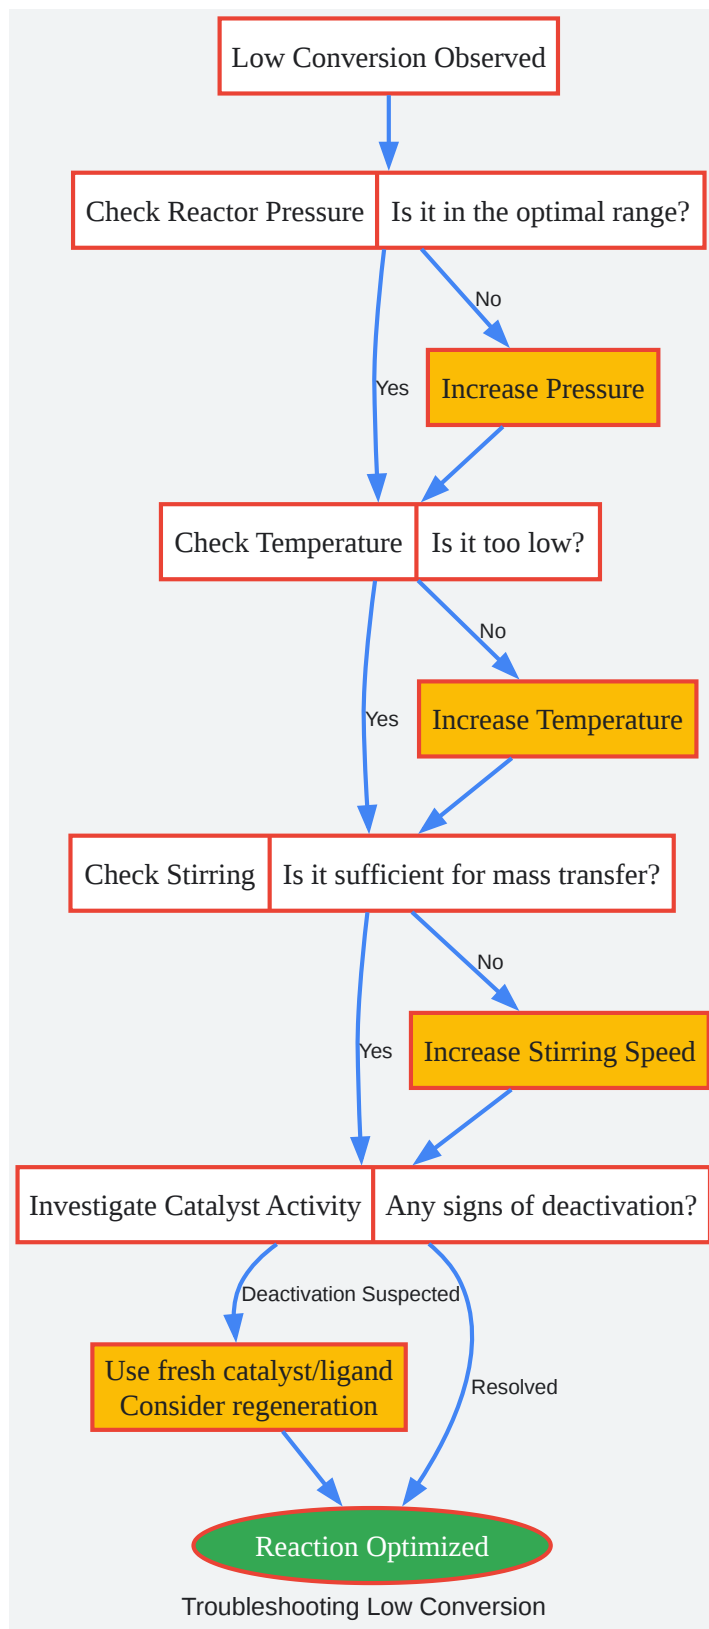 Low Conversion Observed
Check Reactor Pressure
Is it in the optimal range?
No
Increase Pressure
Yes
Check Temperature
Is it too low?
No
Increase Temperature
Yes
Check Stirring
Is it sufficient for mass transfer?
No
Increase Stirring Speed
Yes
Investigate Catalyst Activity
Any signs of deactivation?
Deactivation Suspected
Use fresh catalyst/ligand
Consider regeneration
Resolved
Reaction Optimized
Troubleshooting Low Conversion